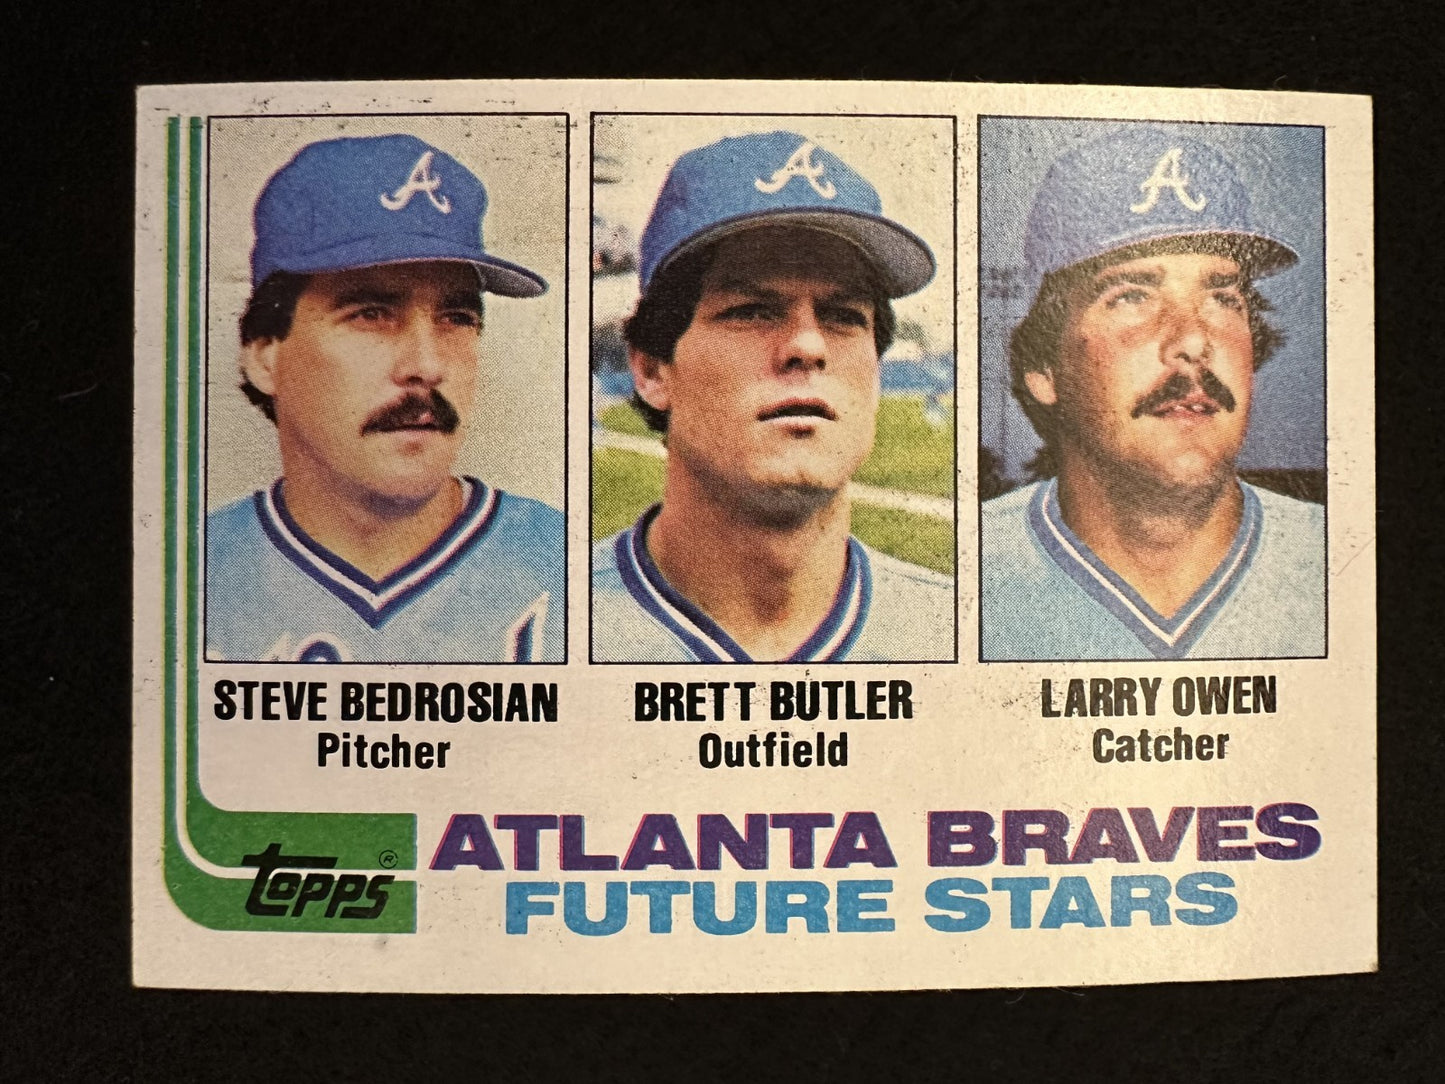 A
A
A
STEVE BEDROSIAN
Pitcher
BRETT BUTLER
Outfield
LARRY OWEN
Catcher
TOPPS ®
ATLANTA BRAVES
FUTURE STARS